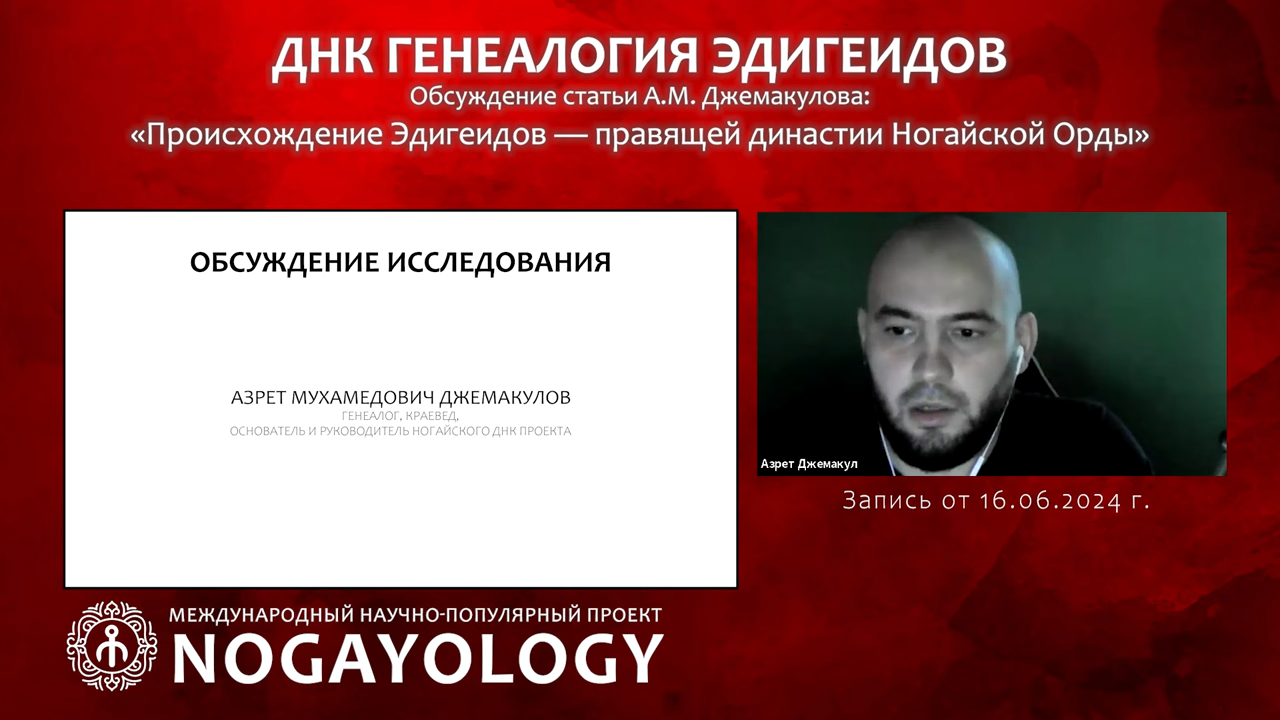 ДНК ГЕНЕАЛОГИЯ ЭДИГЕИДОВ
Обсуждение статьи А.М. Джемакулова:
«Происхождение Эдигеидов — правящей династии Ногайской Орды»
ОБСУЖДЕНИЕ ИССЛЕДОВАНИЯ
АЗРЕТ МУХАМЕДОВИЧ ДЖЕМАКУЛОВ
ГЕНЕАЛОГ, КРАЕВЕД,
ОСНОВАТЕЛЬ И РУКОВОДИТЕЛЬ НОГАЙСКОГО ДНК ПРОЕКТА
Азрет Джемакул
Запись от 16.06.2024 г.
МЕЖДУНАРОДНЫЙ НАУЧНО-ПОПУЛЯРНЫЙ ПРОЕКТ
NOGAYOLOGY